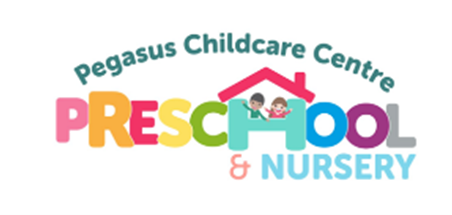 Pegasus Childcare Centre
PRESCHOOL
& NURSERY